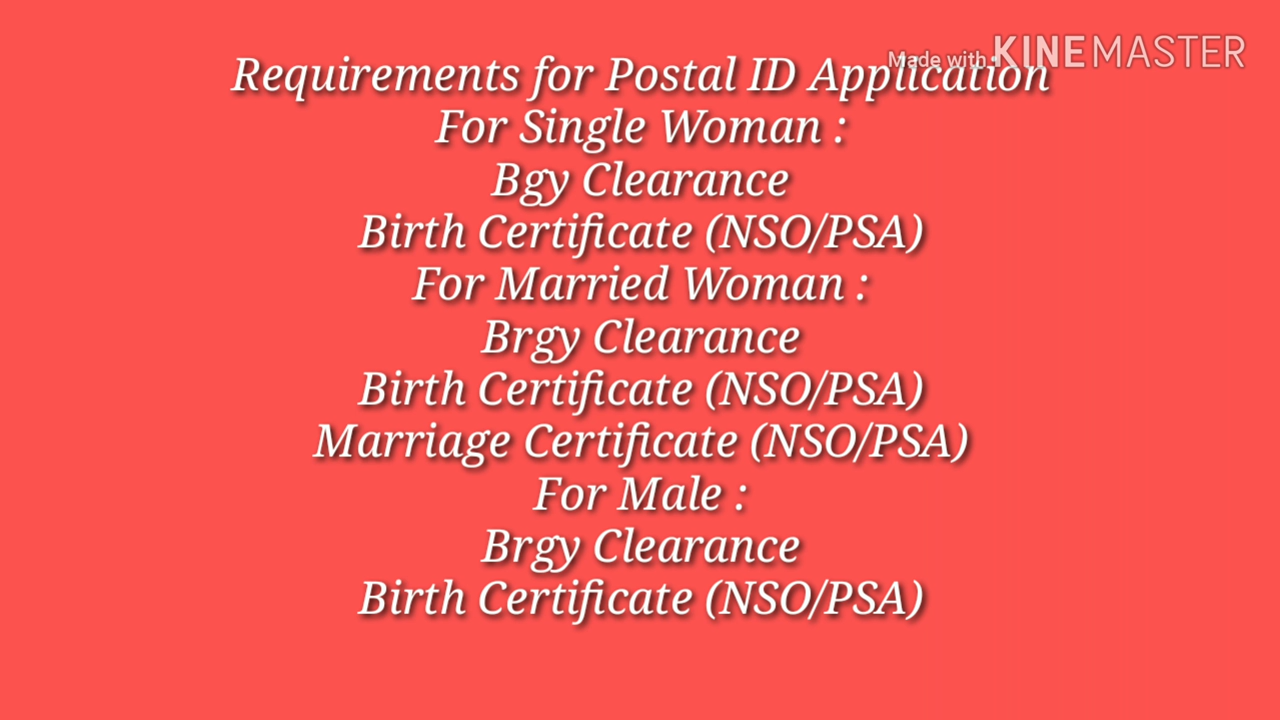 Made with KINEMASTER
Requirements for Postal ID Application
For Single Woman :
Bgy Clearance
Birth Certificate (NSO/PSA)
For Married Woman :
Brgy Clearance
Birth Certificate (NSO/PSA)
Marriage Certificate (NSO/PSA)
For Male :
Brgy Clearance
Birth Certificate (NSO/PSA)